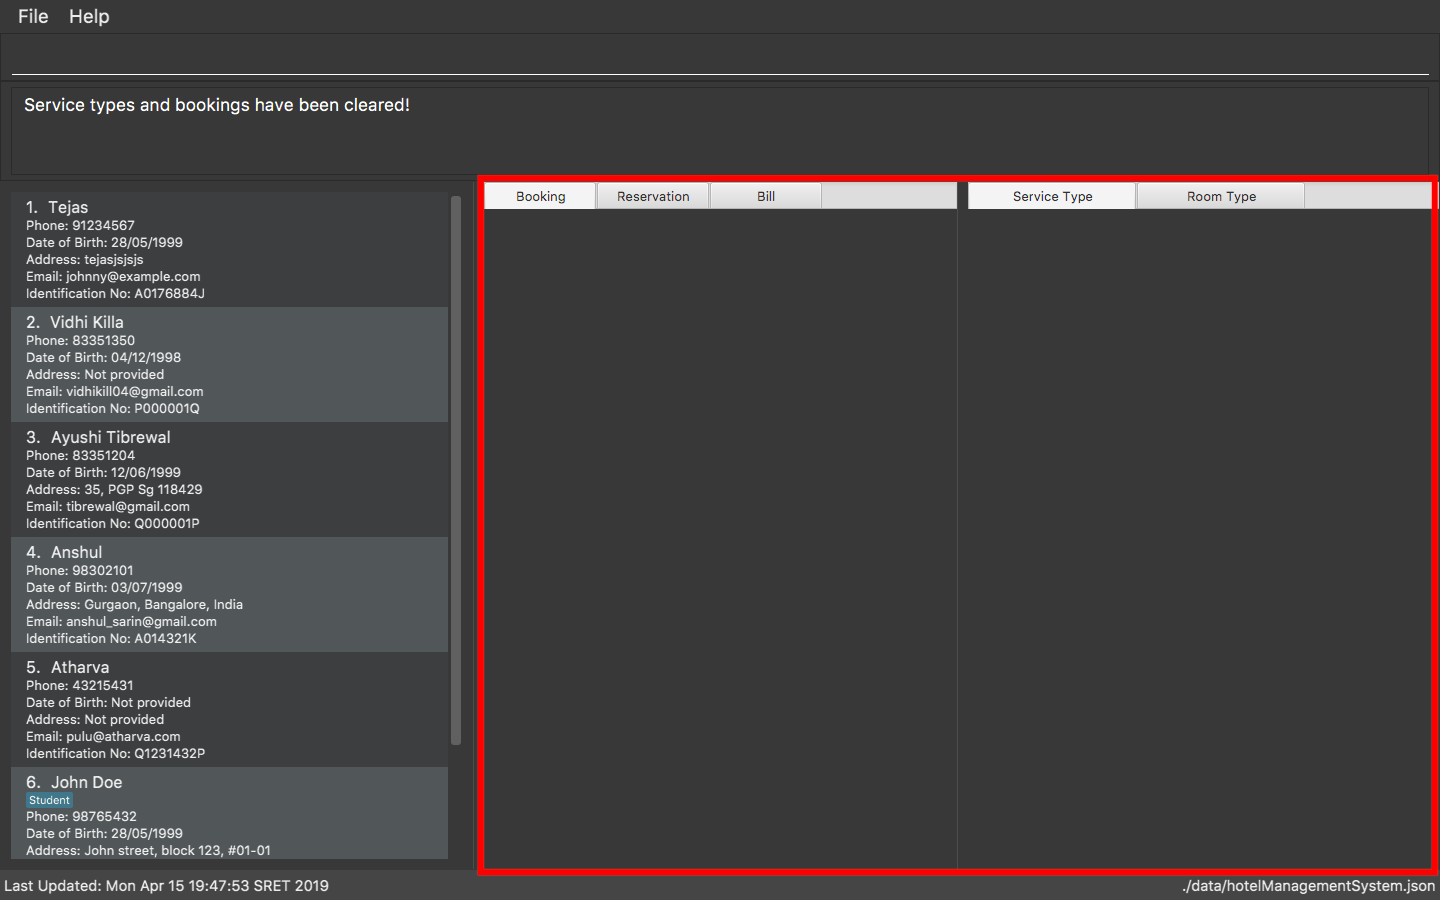 File Help
Service types and bookings have been cleared!
1. Tejas
Phone: 91234567
Date of Birth: 28/05/1999
Address: tejasjsjsjs
Email: johnny@example.com
Identification No: A0176884J
2. Vidhi Killa
Phone: 83351350
Date of Birth: 04/12/1998
Address: Not provided
Email: vidhikill04@gmail.com
Identification No: P000001Q
3. Ayushi Tibrewal
Phone: 83351204
Date of Birth: 12/06/1999
Address: 35, PGP Sg 118429
Email: tibrewal@gmail.com
Identification No: Q000001P
4. Anshul
Phone: 98302101
Date of Birth: 03/07/1999
Address: Gurgaon, Bangalore, India
Email: anshul_sarin@gmail.com
Identification No: A014321K
5. Atharva
Phone: 43215431
Date of Birth: Not provided
Address: Not provided
Email: pulu@atharva.com
Identification No: Q1231432P
6. John Doe
Student
Phone: 98765432
Date of Birth: 28/05/1999
Address: John street, block 123, #01-01
Booking Reservation Bill
Service Type Room Type
Last Updated: Mon Apr 15 19:47:53 SRET 2019
./data/hotelManagementSystem.json